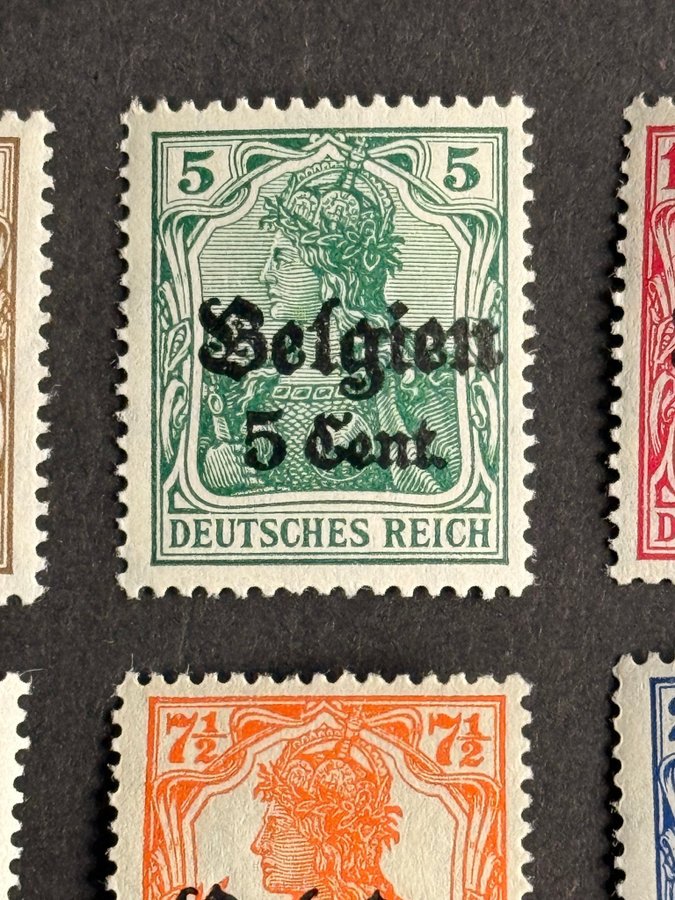 5 5
Belgien
5 Cent.
DEUTSCHES REICH
7½ 7½